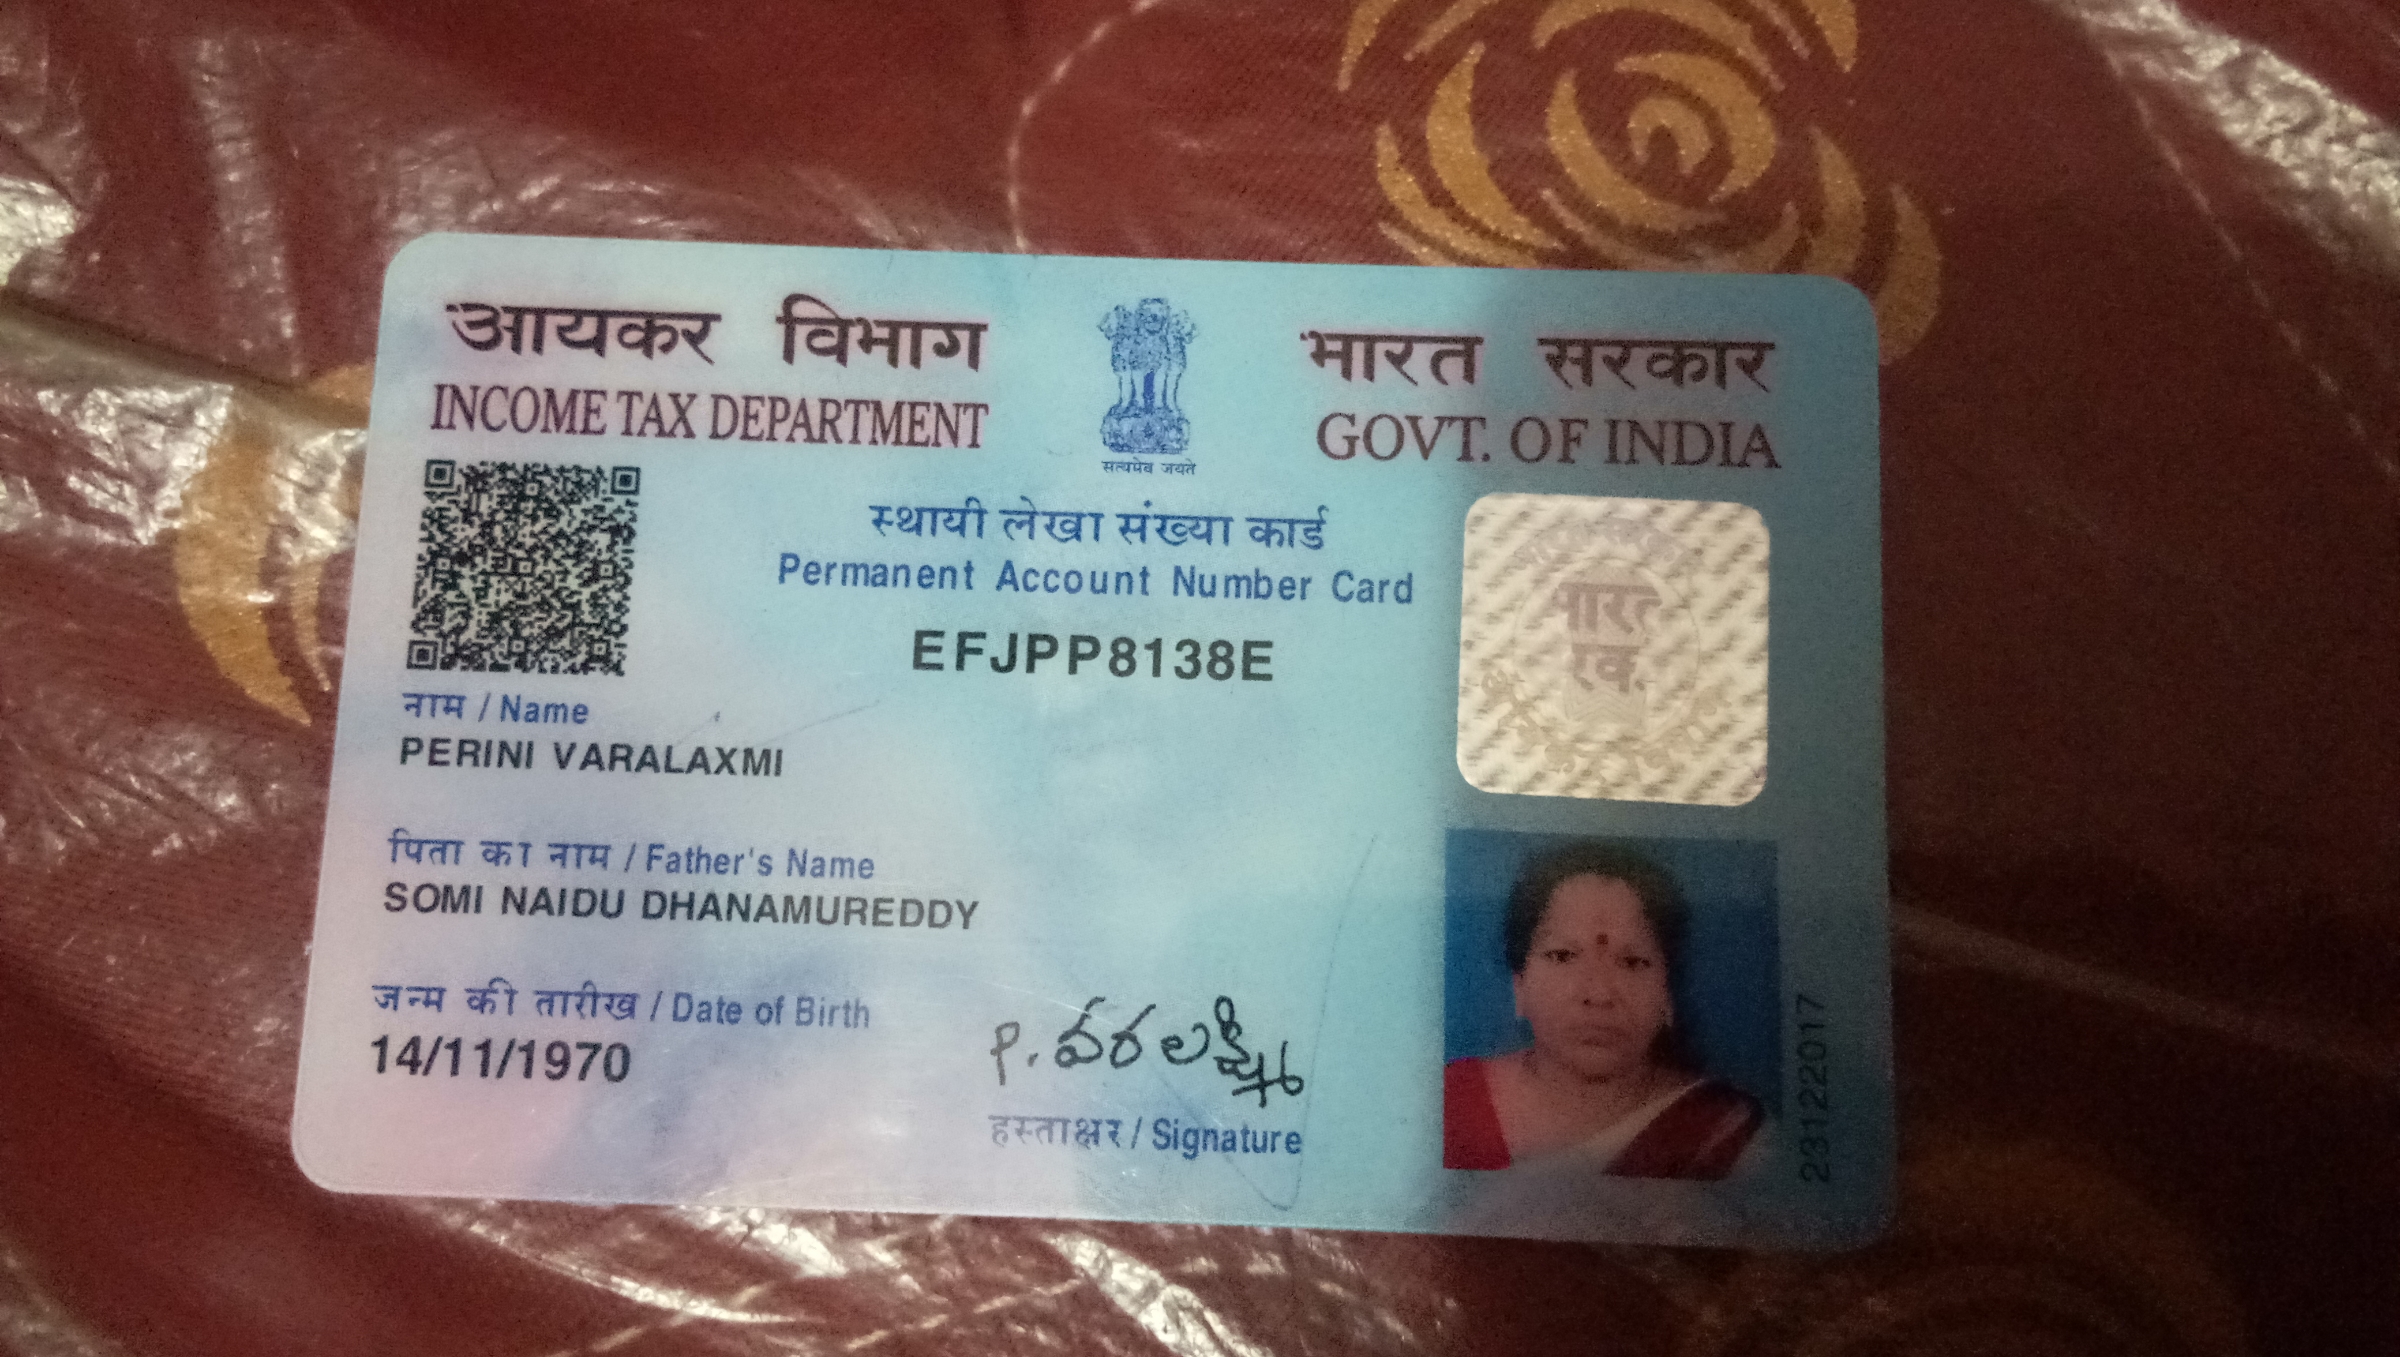 आयकर विभाग
INCOME TAX DEPARTMENT
सत्यमेव जयते
भारत सरकार
GOVT. OF INDIA
स्थायी लेखा संख्या कार्ड
Permanent Account Number Card
EFJPP8138E
नाम / Name
PERINI VARALAXMI
पिता का नाम / Father's Name
SOMI NAIDU DHANAMUREDDY
जन्म की तारीख / Date of Birth
14/11/1970
P. వరలక్ష్మి
हस्ताक्षर / Signature
23122017